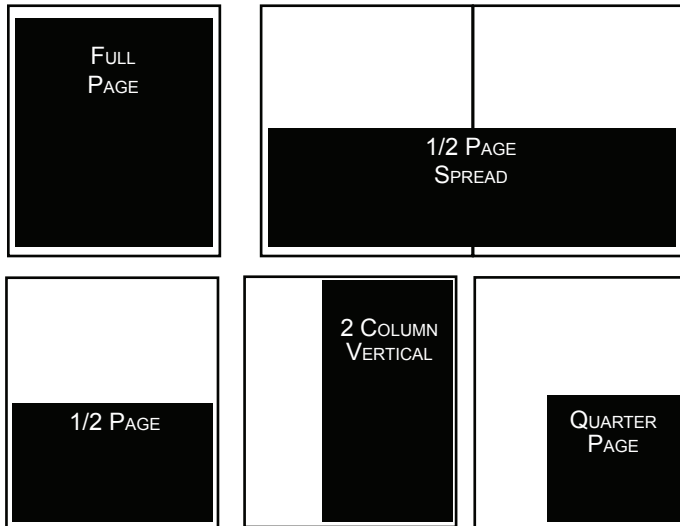 Full
Page
1/2 Page
Spread
1/2 Page
2 Column
Vertical
Quarter
Page